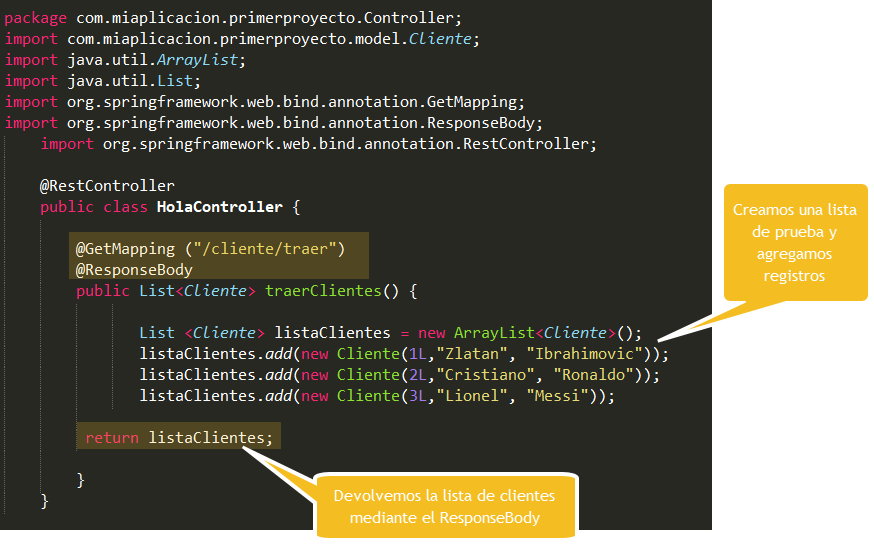 package com.miaplicacion.primerproyecto.Controller;
import com.miaplicacion.primerproyecto.model.Cliente;
import java.util.ArrayList;
import java.util.List;
import org.springframework.web.bind.annotation.GetMapping;
import org.springframework.web.bind.annotation.ResponseBody;
import org.springframework.web.bind.annotation.RestController;
@RestController
public class HolaController {
@GetMapping ("/cliente/traer")
@ResponseBody
public List<Cliente> traerClientes() {
List <Cliente> listaClientes = new ArrayList<Cliente>();
listaClientes.add(new Cliente(1L,"Zlatan", "Ibrahimovic"));
listaClientes.add(new Cliente(2L,"Cristiano", "Ronaldo"));
listaClientes.add(new Cliente(3L,"Lionel", "Messi"));
return listaClientes;
}
}
Creamos una lista
de prueba y
agregamos
registros
Devolvemos la lista de clientes
mediante el ResponseBody